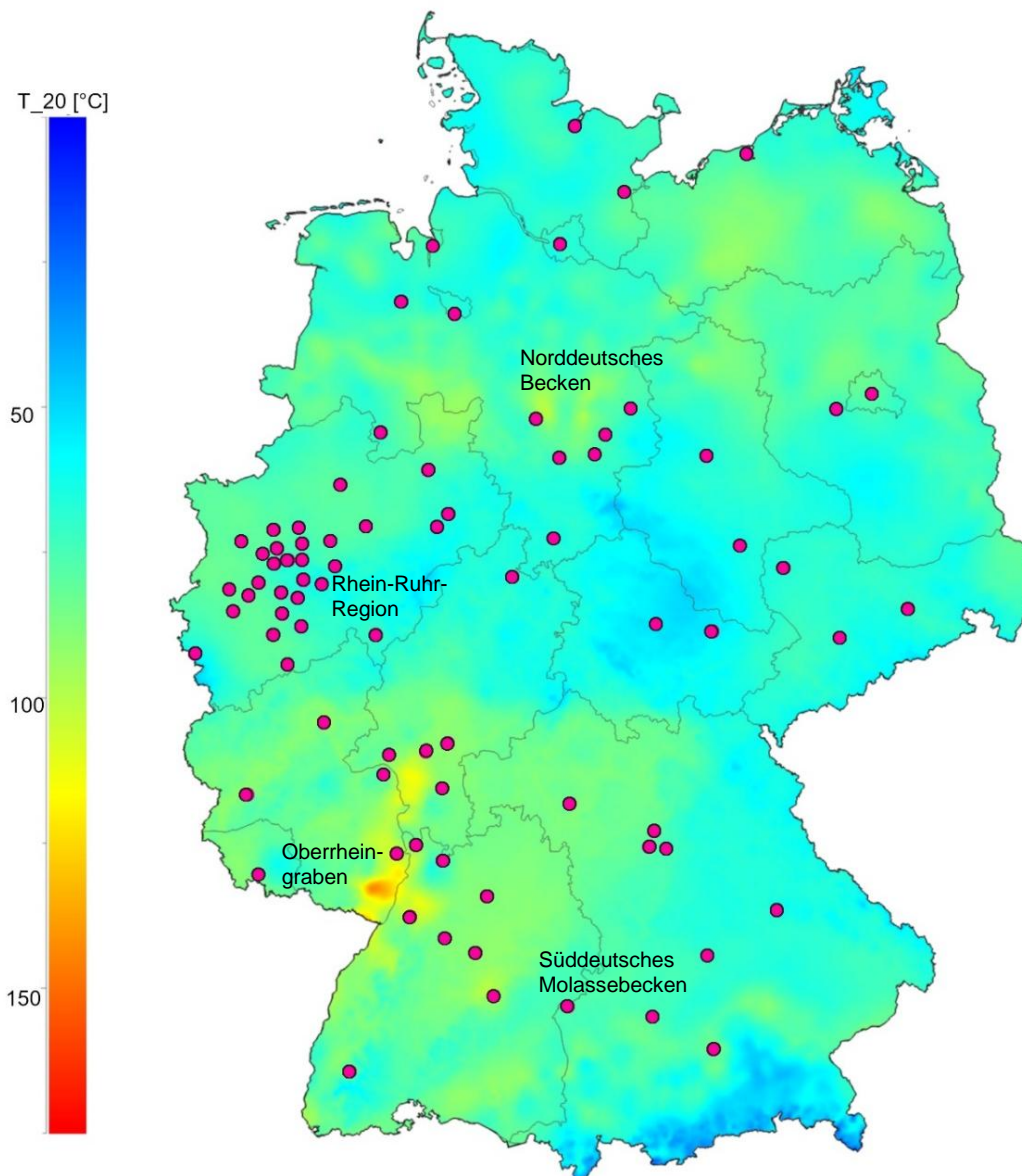 T_20 [°C]
50
100
150
Norddeutsches
Becken
Rhein-Ruhr-
Region
Oberrhein-
graben
Süddeutsches
Molassebecken